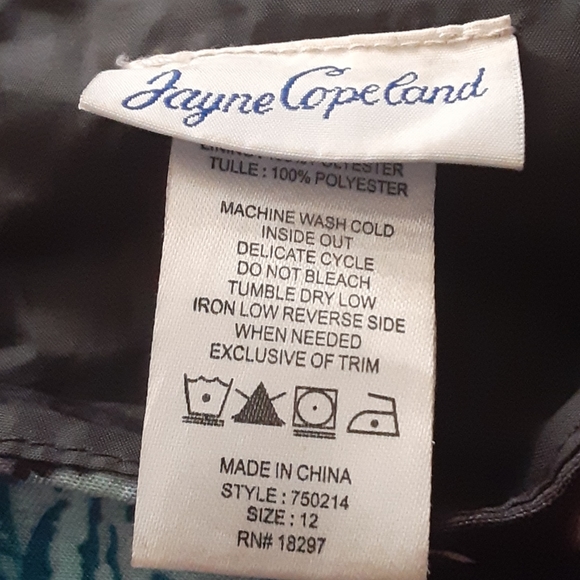 Jayne Copeland
TULLE : 100% POLYESTER
MACHINE WASH COLD
INSIDE OUT
DELICATE CYCLE
DO NOT BLEACH
TUMBLE DRY LOW
IRON LOW REVERSE SIDE
WHEN NEEDED
EXCLUSIVE OF TRIM
MADE IN CHINA
STYLE : 750214
SIZE : 12
RN# 18297